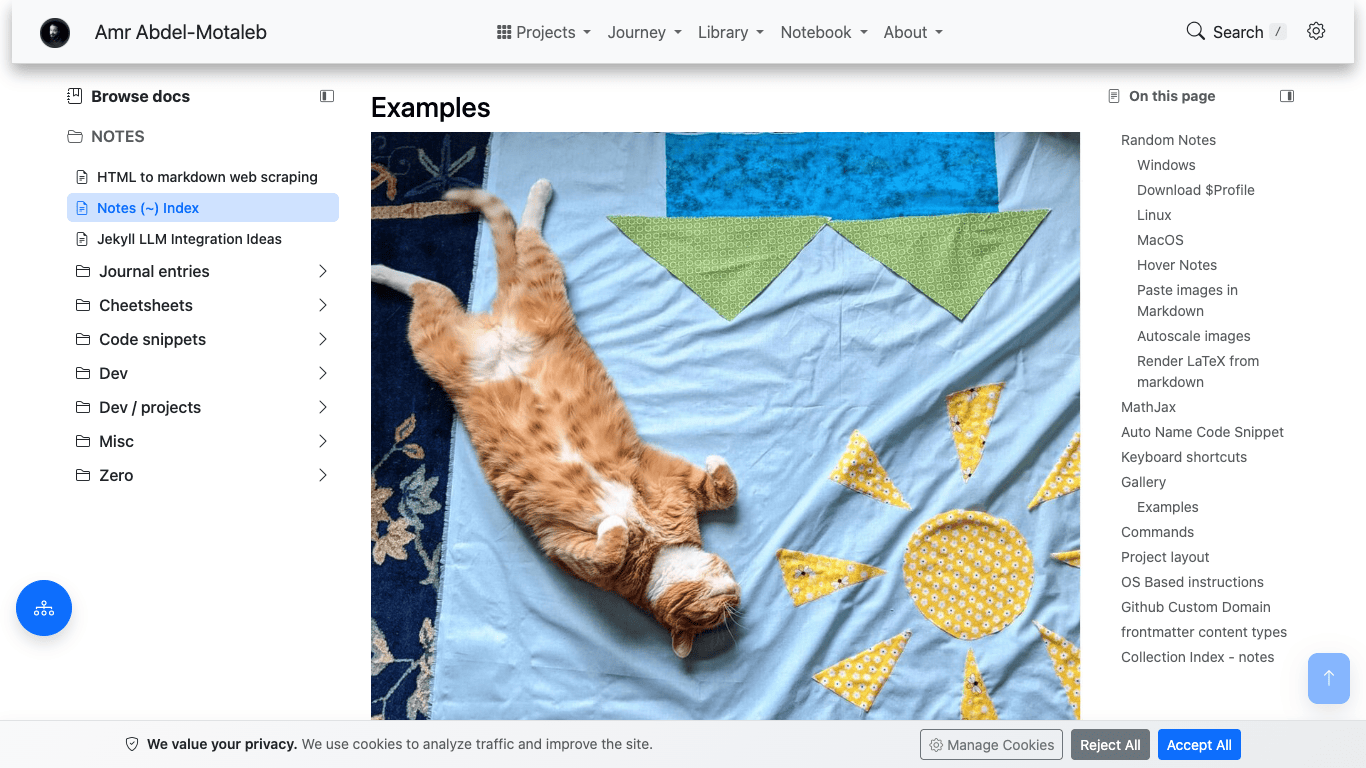 Amr Abdel-Motaleb
Projects
Journey
Library
Notebook
About
Search /
Browse docs
NOTES
HTML to markdown web scraping
Notes (~) Index
Jekyll LLM Integration Ideas
Journal entries
Cheetsheets
Code snippets
Dev
Dev / projects
Misc
Zero
Examples
On this page
Random Notes
Windows
Download $Profile
Linux
MacOS
Hover Notes
Paste images in
Markdown
Autoscale images
Render LaTeX from
markdown
MathJax
Auto Name Code Snippet
Keyboard shortcuts
Gallery
Examples
Commands
Project layout
OS Based instructions
Github Custom Domain
frontmatter content types
Collection Index - notes
We value your privacy. We use cookies to analyze traffic and improve the site.
Manage Cookies
Reject All
Accept All